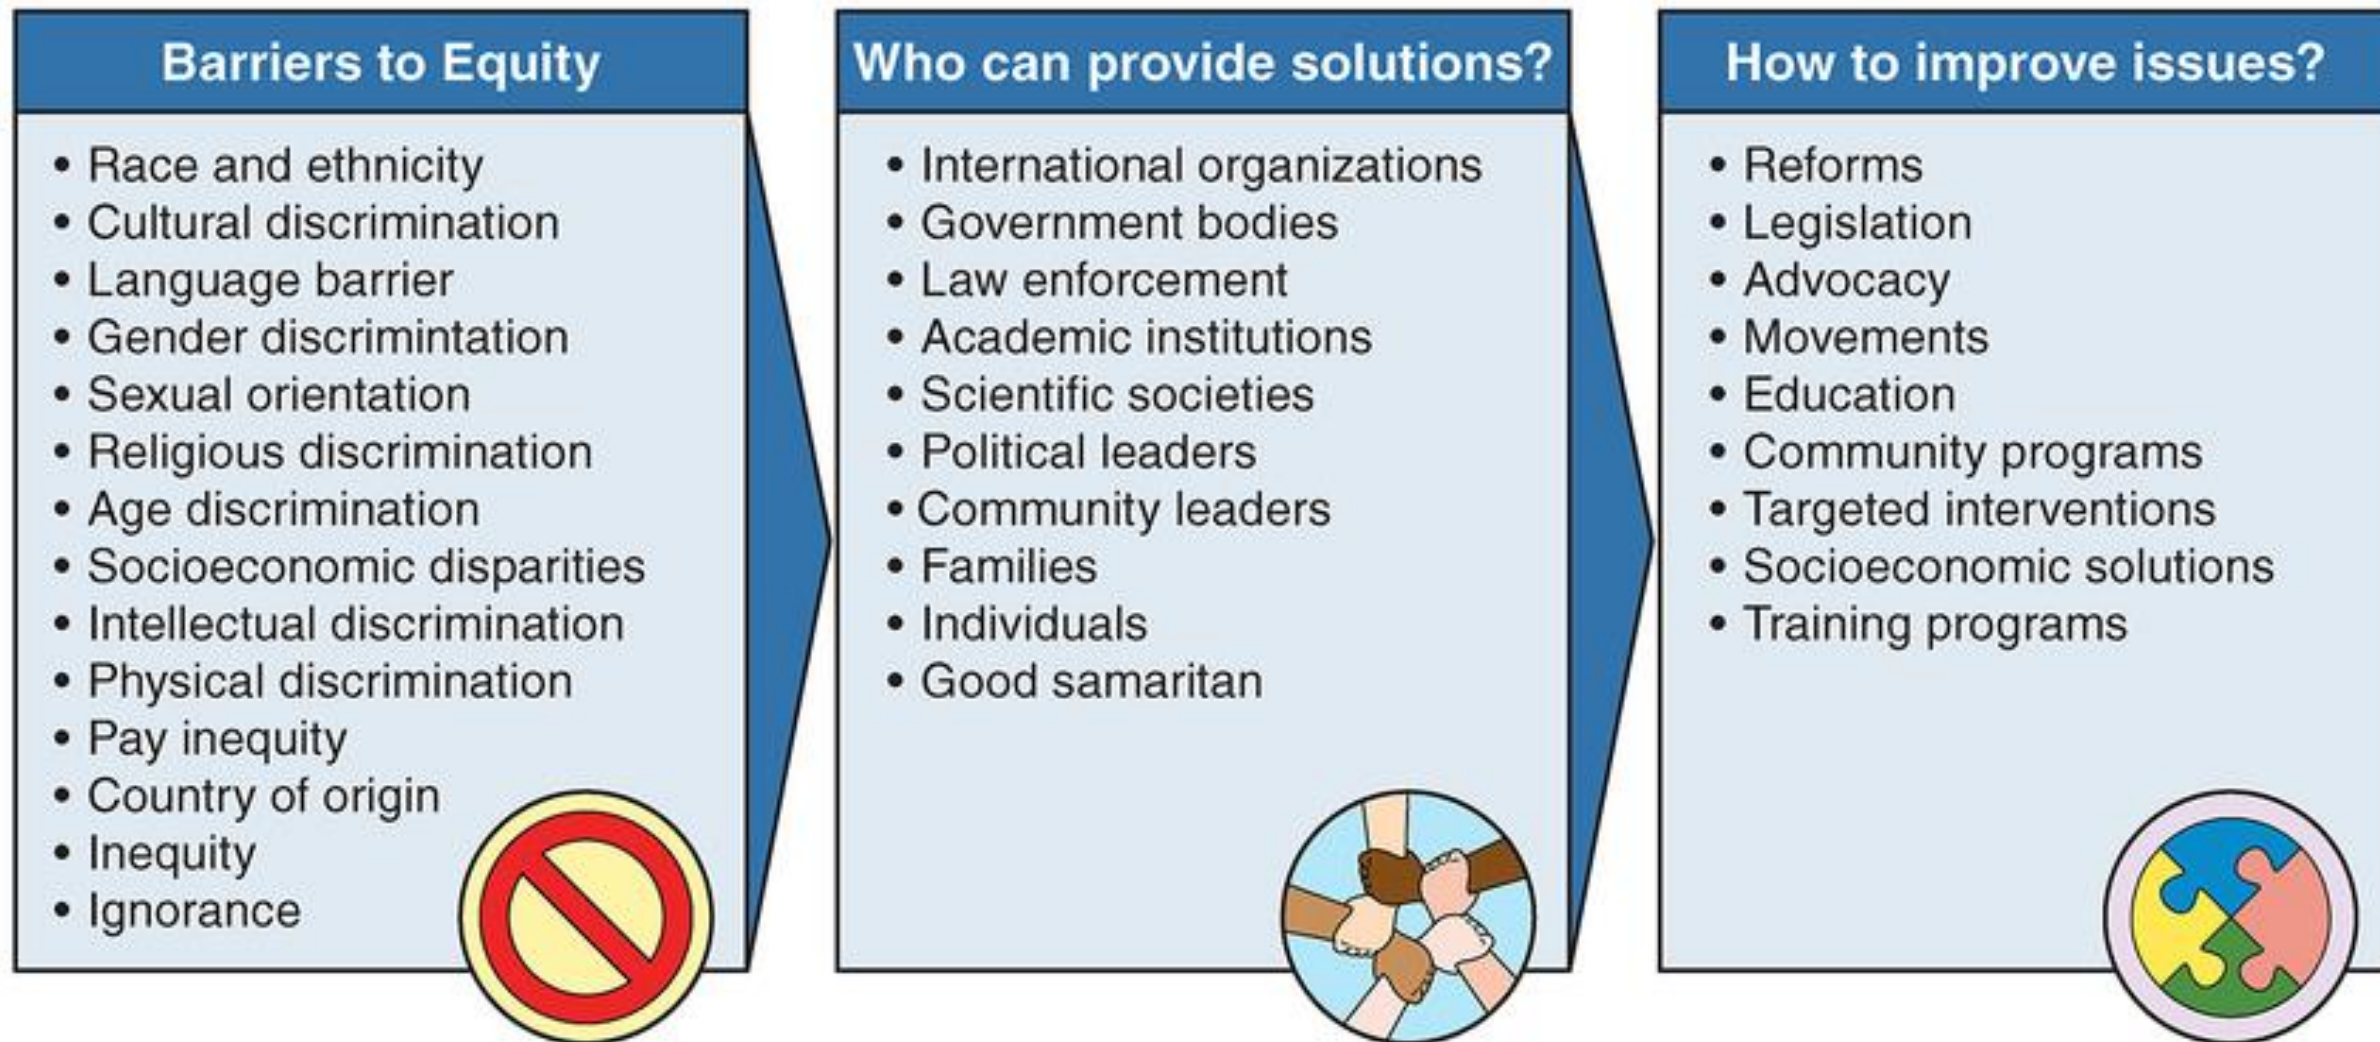 Barriers to Equity
• Race and ethnicity
• Cultural discrimination
• Language barrier
• Gender discrimintation
• Sexual orientation
• Religious discrimination
• Age discrimination
• Socioeconomic disparities
• Intellectual discrimination
• Physical discrimination
• Pay inequity
• Country of origin
• Inequity
• Ignorance
Who can provide solutions?
• International organizations
• Government bodies
• Law enforcement
• Academic institutions
• Scientific societies
• Political leaders
• Community leaders
• Families
• Individuals
• Good samaritan
How to improve issues?
• Reforms
• Legislation
• Advocacy
• Movements
• Education
• Community programs
• Targeted interventions
• Socioeconomic solutions
• Training programs